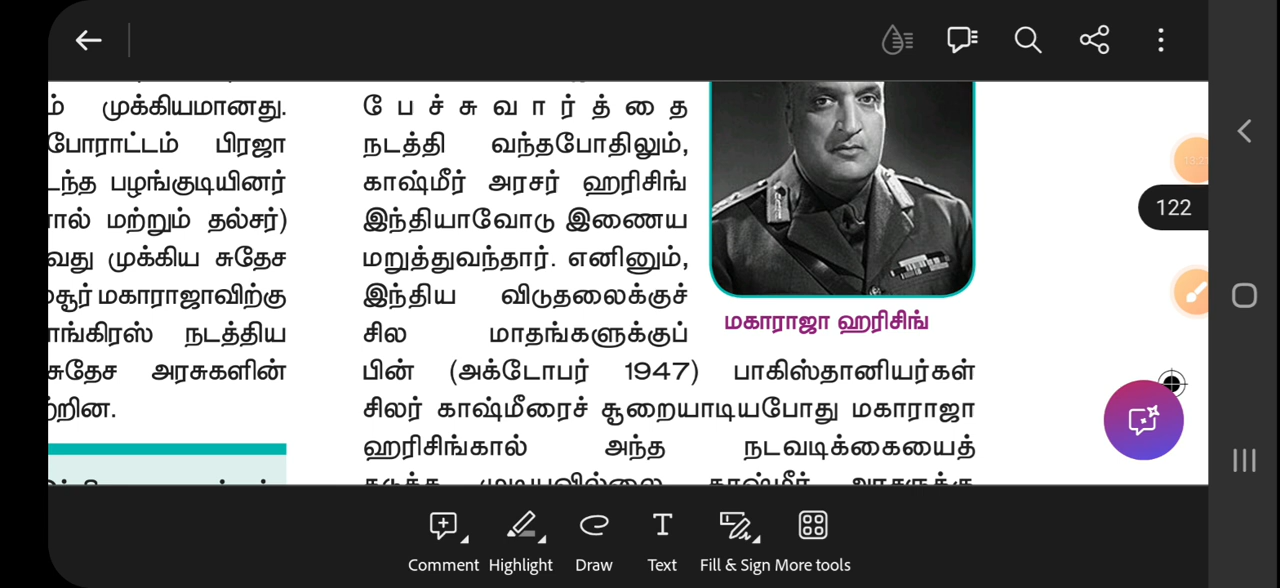 122
ம் முக்கியமானது.
போராட்டம் பிரஜா
டந்த பழங்குடியினர்
மற்றும் தல்சர்)
வது முக்கிய சுதேச
மகாராஜாவிற்கு
ங்கிரஸ் நடத்திய
சுதேச அரசுகளின்
ற்றின.
பேச்சுவார்த்தை
நடத்தி வந்தபோதிலும்,
காஷ்மீர் அரசர் ஹரிசிங்
இந்தியாவோடு இணைய
மறுத்துவந்தார். எனினும்,
இந்திய விடுதலைக்குச்
சில மாதங்களுக்குப்
பின் (அக்டோபர் 1947) பாகிஸ்தானியர்கள்
சிலர் காஷ்மீரைச் சூறையாடியபோது மகாராஜா
ஹரிசிங்கால் அந்த நடவடிக்கையைத்
மகாராஜா ஹரிசிங்
Comment Highlight Draw Text Fill & Sign More tools